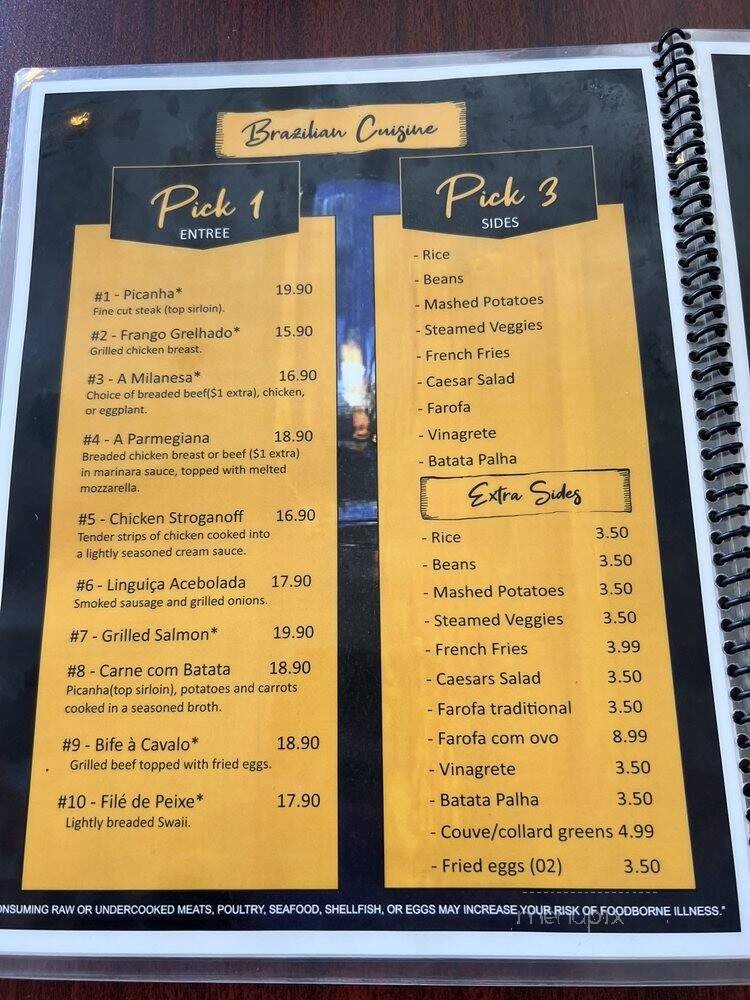 Brazilian Cuisine
Pick 1
ENTREE
#1 - Picanha* 19.90
Fine cut steak (top sirloin).
#2 - Frango Grelhado* 15.90
Grilled chicken breast.
#3 - A Milanesa* 16.90
Choice of breaded beef($1 extra), chicken,
or eggplant.
#4 - A Parmegiana 18.90
Breaded chicken breast or beef ($1 extra)
in marinara sauce, topped with melted
mozzarella.
#5 - Chicken Stroganoff 16.90
Tender strips of chicken cooked into
a lightly seasoned cream sauce.
#6 - Linguiça Acebolada 17.90
Smoked sausage and grilled onions.
#7 - Grilled Salmon* 19.90
#8 - Carne com Batata 18.90
Picanha(top sirloin), potatoes and carrots
cooked in a seasoned broth.
#9 - Bife à Cavalo* 18.90
Grilled beef topped with fried eggs.
#10 - Filé de Peixe* 17.90
Lightly breaded Swaii.
Pick 3
SIDES
- Rice
- Beans
- Mashed Potatoes
- Steamed Veggies
- French Fries
- Caesar Salad
- Farofa
- Vinagrete
- Batata Palha
Extra Sides
- Rice 3.50
- Beans 3.50
- Mashed Potatoes 3.50
- Steamed Veggies 3.50
- French Fries 3.99
- Caesars Salad 3.50
- Farofa traditional 3.50
- Farofa com ovo 8.99
- Vinagrete 3.50
- Batata Palha 3.50
- Couve/collard greens 4.99
- Fried eggs (02) 3.50
ONSUMING RAW OR UNDERCOOKED MEATS, POULTRY, SEAFOOD, SHELLFISH, OR EGGS MAY INCREASE YOUR RISK OF FOODBORNE ILLNESS."
menupix